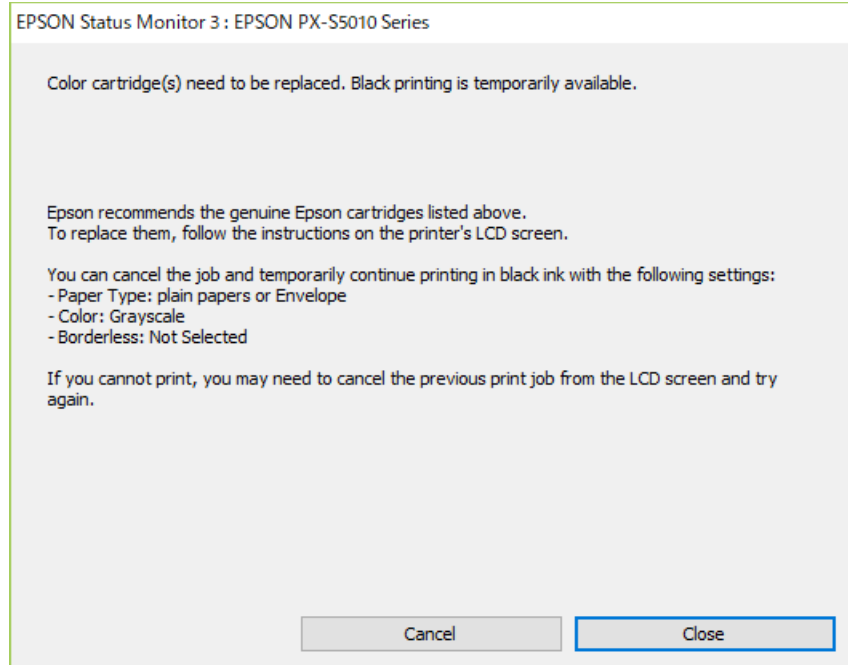 EPSON Status Monitor 3 : EPSON PX-S5010 Series
Color cartridge(s) need to be replaced. Black printing is temporarily available.
Epson recommends the genuine Epson cartridges listed above.
To replace them, follow the instructions on the printer's LCD screen.
You can cancel the job and temporarily continue printing in black ink with the following settings:
- Paper Type: plain papers or Envelope
- Color: Grayscale
- Borderless: Not Selected
If you cannot print, you may need to cancel the previous print job from the LCD screen and try
again.
Cancel
Close